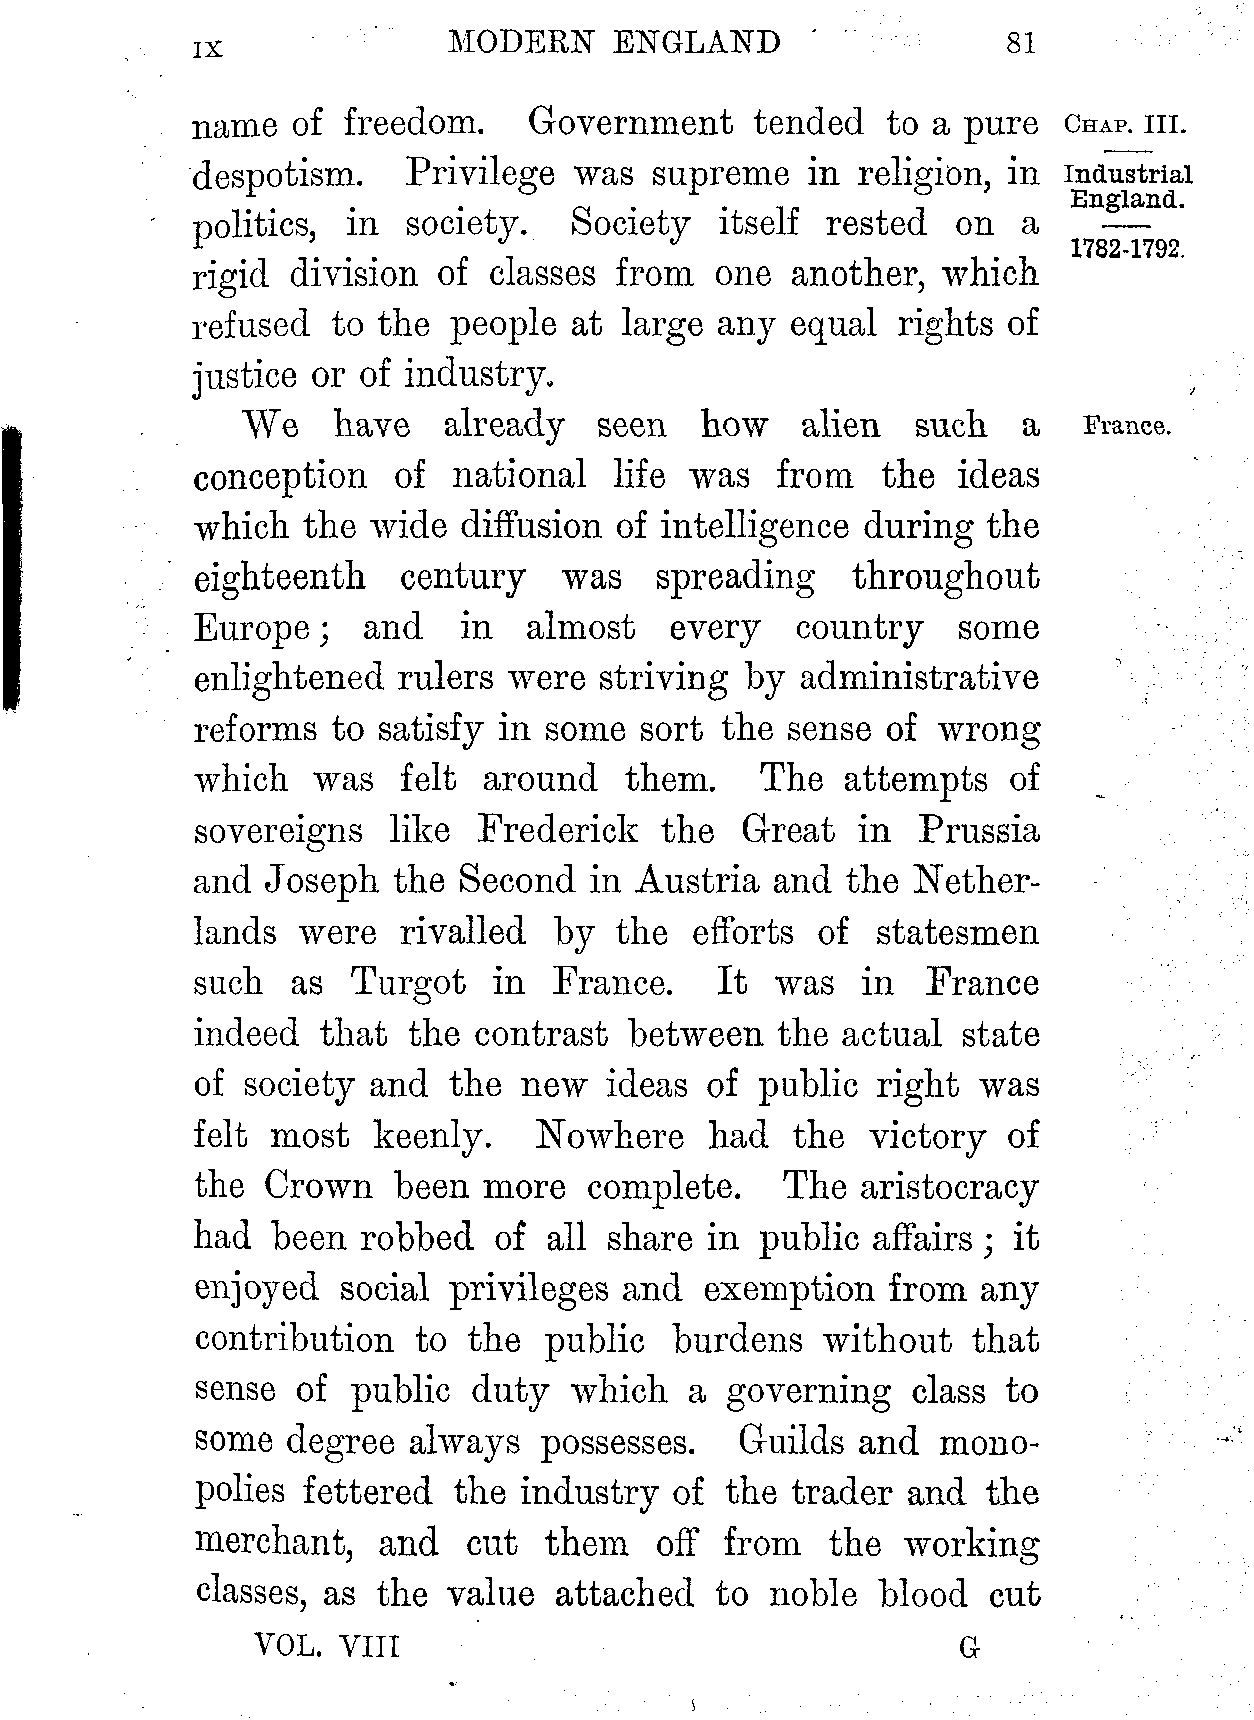 IX MODERN ENGLAND 81
name of freedom. Government tended to a pure
despotism. Privilege was supreme in religion, in
politics, in society. Society itself rested on a
rigid division of classes from one another, which
refused to the people at large any equal rights of
justice or of industry.
CHAP. III.
Industrial
England.
1782-1792.
We have already seen how alien such a
France.
conception of national life was from the ideas
which the wide diffusion of intelligence during the
eighteenth century was spreading throughout
Europe; and in almost every country some
enlightened rulers were striving by administrative
reforms to satisfy in some sort the sense of wrong
which was felt around them. The attempts of
sovereigns like Frederick the Great in Prussia
and Joseph the Second in Austria and the Nether-
lands were rivalled by the efforts of statesmen
such as Turgot in France. It was in France
indeed that the contrast between the actual state
of society and the new ideas of public right was
felt most keenly. Nowhere had the victory of
the Crown been more complete. The aristocracy
had been robbed of all share in public affairs; it
enjoyed social privileges and exemption from any
contribution to the public burdens without that
sense of public duty which a governing class to
some degree always possesses. Guilds and mono-
polies fettered the industry of the trader and the
merchant, and cut them off from the working
classes, as the value attached to noble blood cut
VOL. VIII G